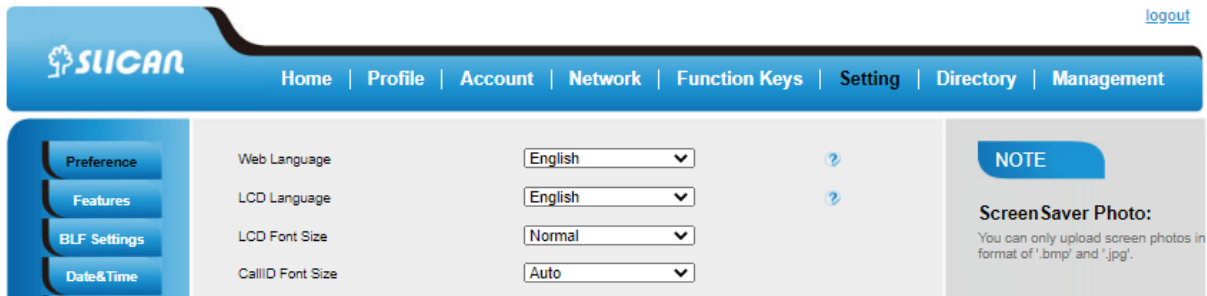 logout
SLICAN
Home | Profile | Account | Network | Function Keys | Setting | Directory | Management
Preference
Features
BLF Settings
Date&Time
Web Language English
LCD Language English
LCD Font Size Normal
CallID Font Size Auto
NOTE
ScreenSaver Photo:
You can only upload screen photos in
format of '.bmp' and '.jpg'.